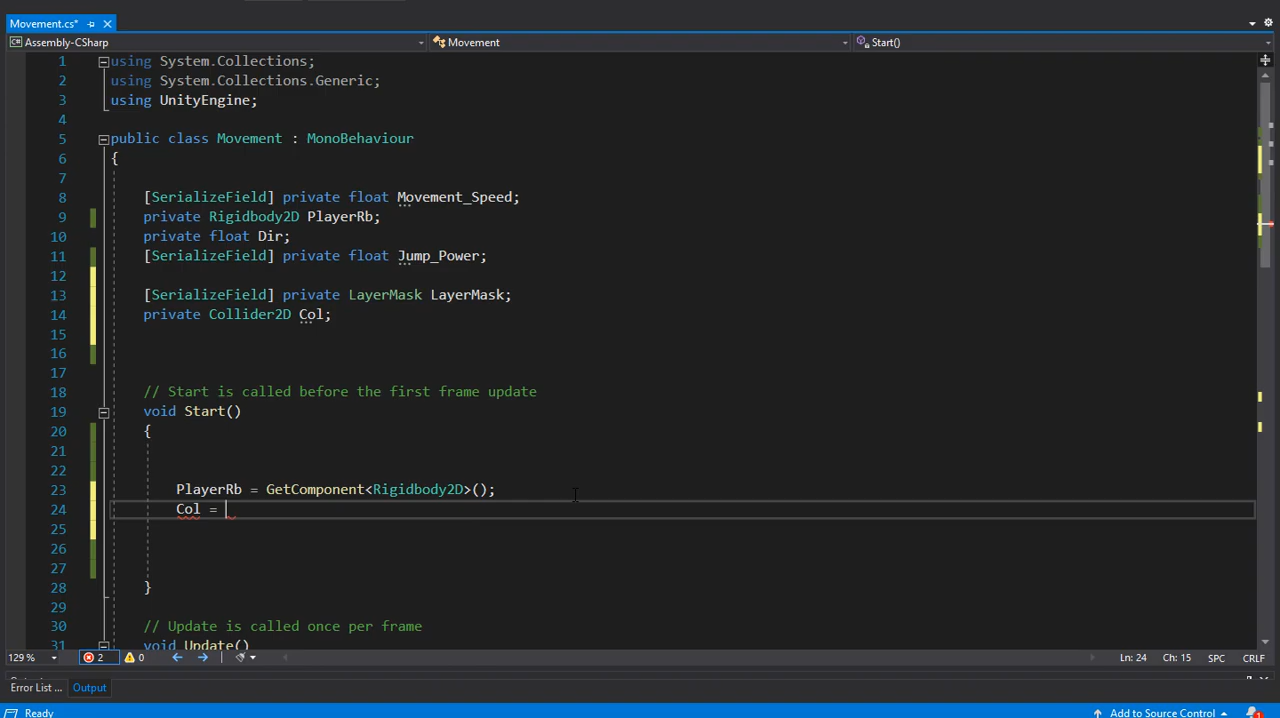 Movement.cs*
Assembly-CSharp Movement Start()
1 using System.Collections;
2 using System.Collections.Generic;
3 using UnityEngine;
4
5 public class Movement : MonoBehaviour
6 {
7
8 [SerializeField] private float Movement_Speed;
9 private Rigidbody2D PlayerRb;
10 private float Dir;
11 [SerializeField] private float Jump_Power;
12
13 [SerializeField] private LayerMask LayerMask;
14 private Collider2D Col;
15
16
17
18 // Start is called before the first frame update
19 void Start()
20 {
21
22
23 PlayerRb = GetComponent<Rigidbody2D>();
24 Col =
25
26
27
28 }
29
30 // Update is called once per frame
31 void Update()
129 % 2 0 Ln: 24 Ch: 15 SPC CRLF
Error List ... Output
Ready Add to Source Control 1